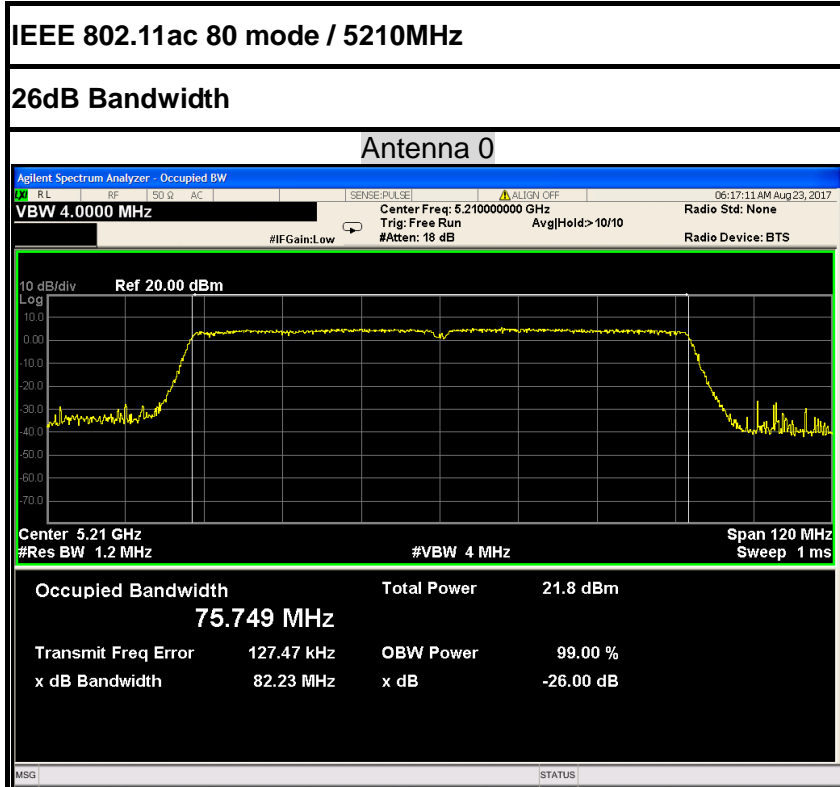 IEEE 802.11ac 80 mode / 5210MHz
26dB Bandwidth
Antenna 0
Agilent Spectrum Analyzer - Occupied BW
LXI RL RF 50 Ω AC SENSE:PULSE ALIGN OFF 06:17:11 AM Aug 23, 2017
VBW 4.0000 MHz Center Freq: 5.210000000 GHz Radio Std: None
Trig: Free Run Avg|Hold:> 10/10
#IFGain:Low #Atten: 18 dB Radio Device: BTS
10 dB/div Ref 20.00 dBm
Log
10.0
0.00
-10.0
-20.0
-30.0
-40.0
-50.0
-60.0
-70.0
Center 5.21 GHz Span 120 MHz
#Res BW 1.2 MHz #VBW 4 MHz Sweep 1 ms
Occupied Bandwidth Total Power 21.8 dBm
75.749 MHz
Transmit Freq Error 127.47 kHz OBW Power 99.00 %
x dB Bandwidth 82.23 MHz x dB -26.00 dB
MSG STATUS